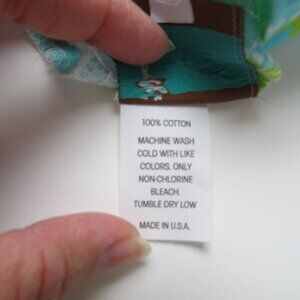 100% COTTON
MACHINE WASH
COLD WITH LIKE
COLORS. ONLY
NON-CHLORINE
BLEACH.
TUMBLE DRY LOW
MADE IN U.S.A.